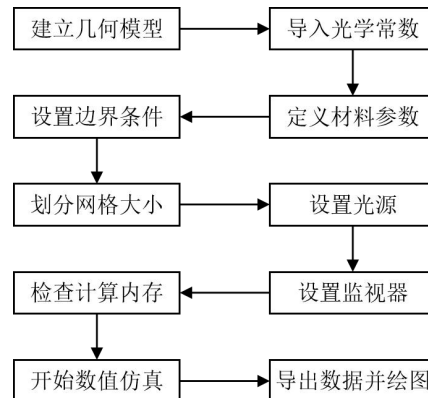 建立几何模型
导入光学常数
设置边界条件
定义材料参数
划分网格大小
设置光源
检查计算内存
设置监视器
开始数值仿真
导出数据并绘图